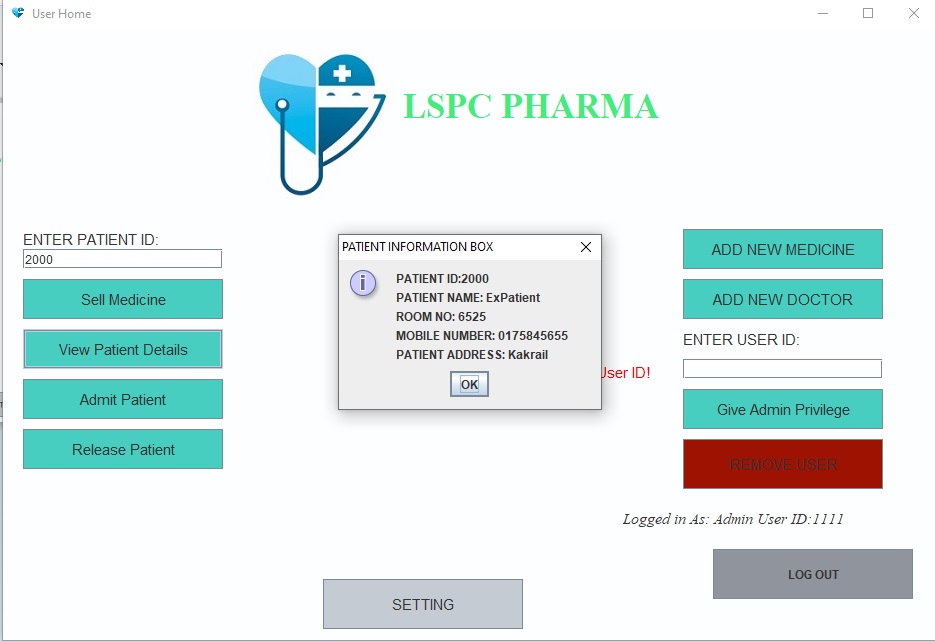 User Home
LSPC PHARMA
ENTER PATIENT ID:
2000
Sell Medicine
View Patient Details
Admit Patient
Release Patient
PATIENT INFORMATION BOX
PATIENT ID:2000
PATIENT NAME: ExPatient
ROOM NO: 6525
MOBILE NUMBER: 0175845655
PATIENT ADDRESS: Kakrail
OK
User ID!
ADD NEW MEDICINE
ADD NEW DOCTOR
ENTER USER ID:
Give Admin Privilege
REMOVE USER
Logged in As: Admin User ID:1111
LOG OUT
SETTING